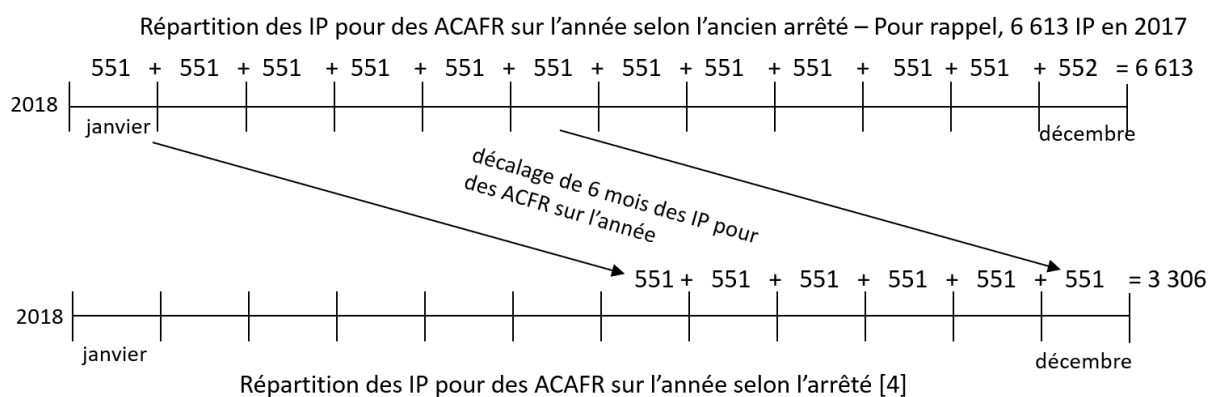 Répartition des IP pour des ACAFR sur l’année selon l’ancien arrêté – Pour rappel, 6 613 IP en 2017
551 + 551 + 551 + 551 + 551 + 551 + 551 + 551 + 551 + 551 + 551 + 552 = 6 613
2018
janvier
décembre
décalage de 6 mois des IP pour
des ACFR sur l’année
551 + 551 + 551 + 551 + 551 + 551 = 3 306
2018
janvier
décembre
Répartition des IP pour des ACAFR sur l’année selon l’arrêté [4]